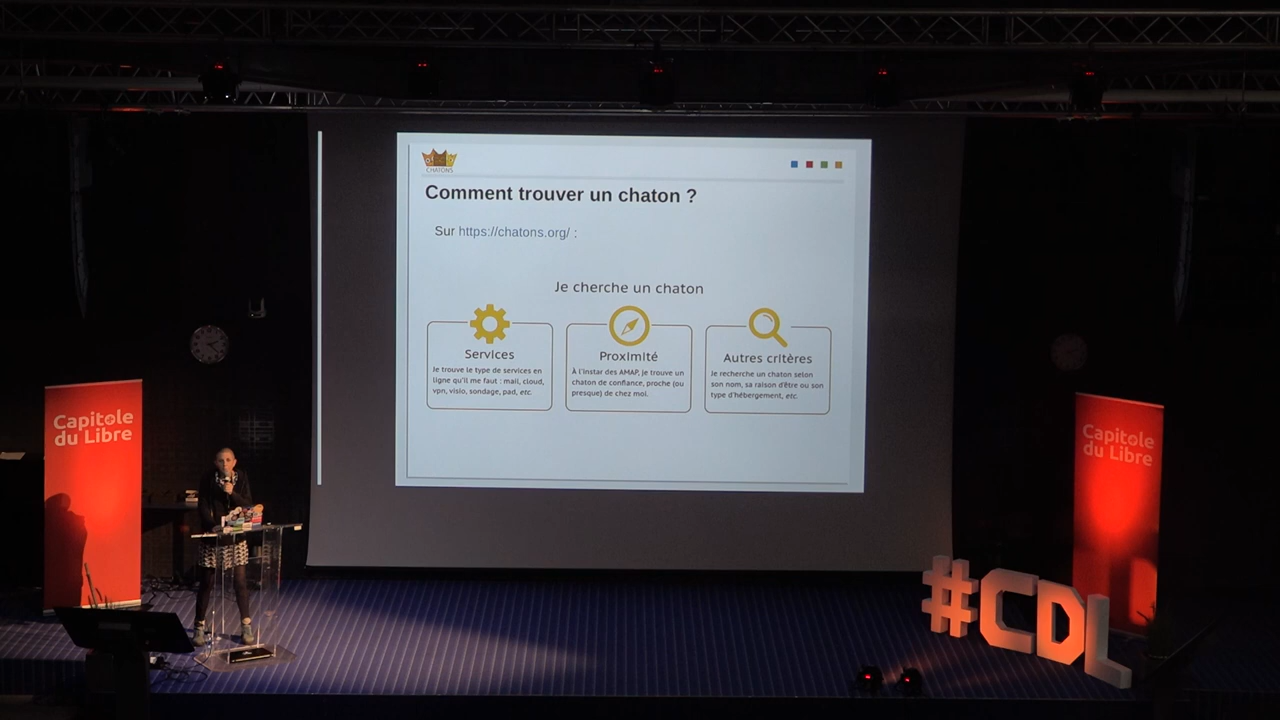 CHATONS
Comment trouver un chaton ?
Sur https://chatons.org/ :
Je cherche un chaton
Services
Je trouve le type de services en
ligne qu'il me faut : mail, cloud,
vpn, visio, sondage, pad, etc.
Proximité
À l'instar des AMAP, je trouve un
chaton de confiance, proche (ou
presque) de chez moi.
Autres critères
Je recherche un chaton selon
son nom, sa raison d'être ou son
type d'hébergement, etc.
Capitole
du Libre
Capitole
du Libre
#CDL